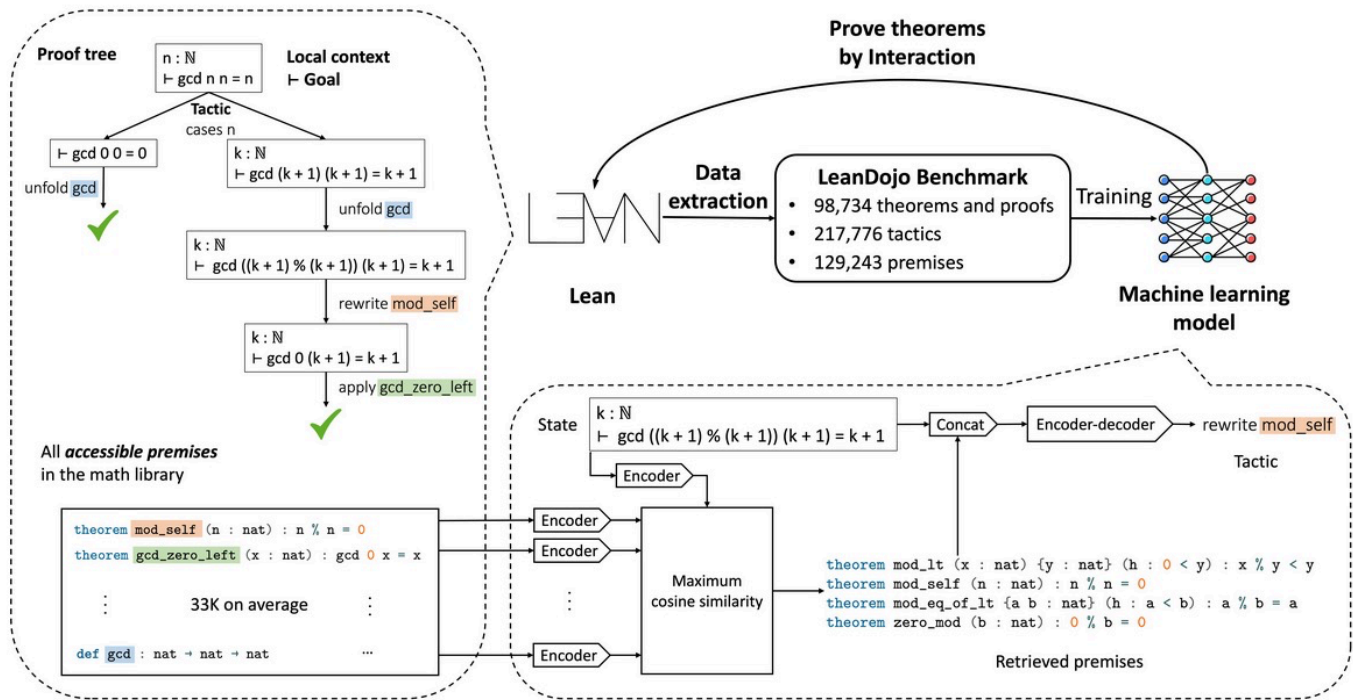 Proof tree
n : ℕ
⊢ gcd n n = n
Local context
⊢ Goal
Tactic
cases n
⊢ gcd 0 0 = 0
unfold gcd
k : ℕ
⊢ gcd (k + 1) (k + 1) = k + 1
unfold gcd
k : ℕ
⊢ gcd ((k + 1) % (k + 1)) (k + 1) = k + 1
rewrite mod_self
k : ℕ
⊢ gcd 0 (k + 1) = k + 1
apply gcd_zero_left
All accessible premises
in the math library
theorem mod_self (n : nat) : n % n = 0
theorem gcd_zero_left (x : nat) : gcd 0 x = x
⋮ 33K on average ⋮
def gcd : nat → nat → nat ...
Prove theorems
by Interaction
LEAN
Lean
Data
extraction
LeanDojo Benchmark
• 98,734 theorems and proofs
• 217,776 tactics
• 129,243 premises
Training
Machine learning
model
State
k : ℕ
⊢ gcd ((k + 1) % (k + 1)) (k + 1) = k + 1
Concat
Encoder-decoder
rewrite mod_self
Tactic
Encoder
Encoder
Encoder
⋮
Encoder
Maximum
cosine similarity
theorem mod_lt (x : nat) {y : nat} (h : 0 < y) : x % y < y
theorem mod_self (n : nat) : n % n = 0
theorem mod_eq_of_lt {a b : nat} (h : a < b) : a % b = a
theorem zero_mod (b : nat) : 0 % b = 0
Retrieved premises